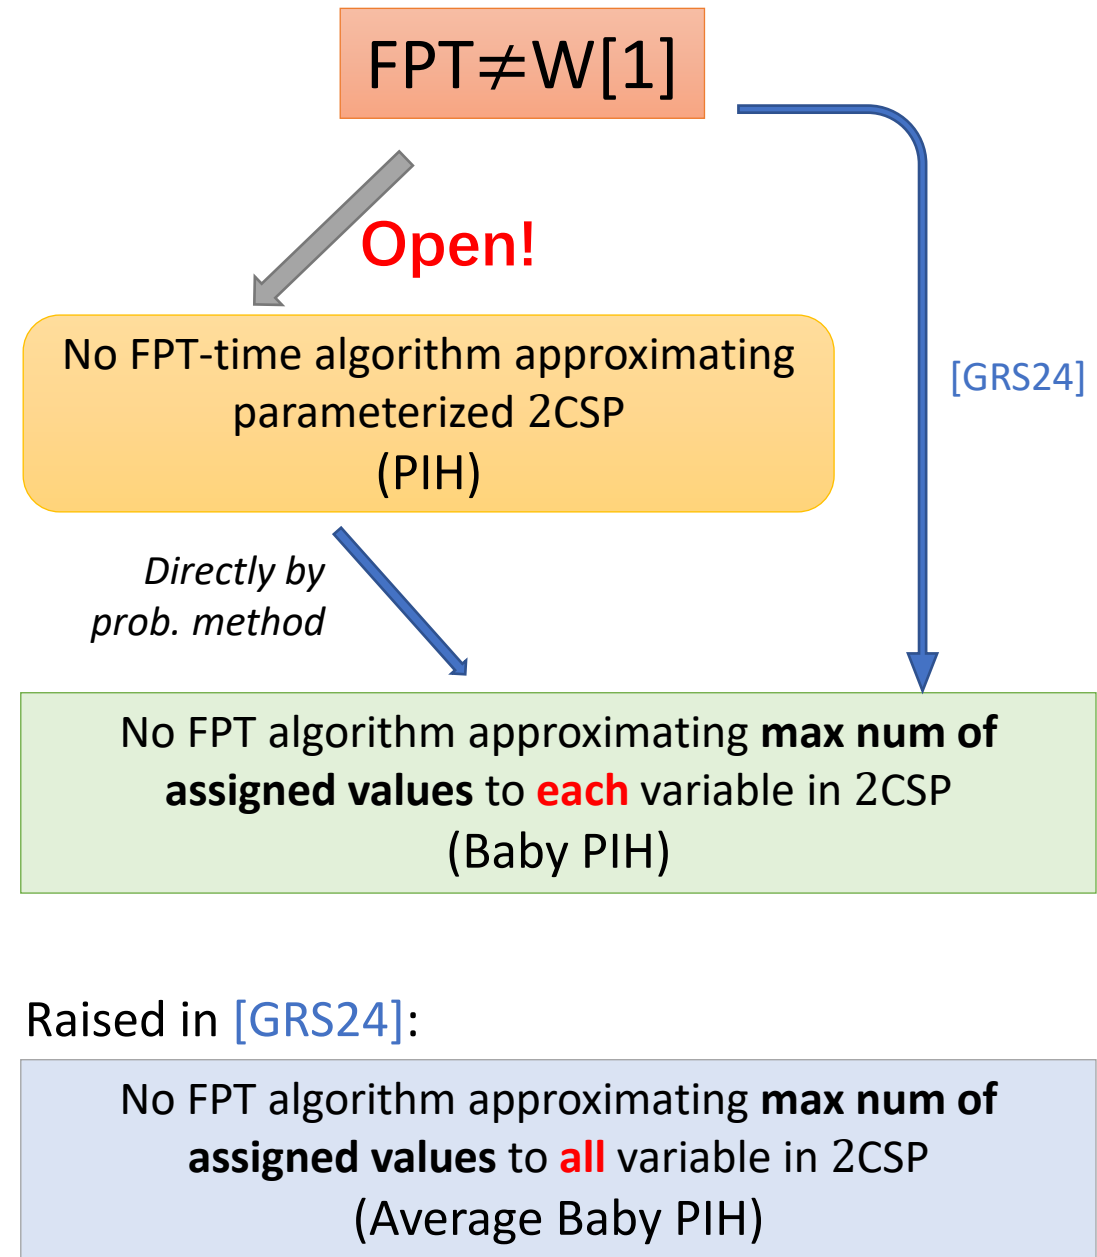 FPT≠W[1]
Open!
No FPT-time algorithm approximating
parameterized 2CSP
(PIH)
[GRS24]
Directly by
prob. method
No FPT algorithm approximating max num of
assigned values to each variable in 2CSP
(Baby PIH)
Raised in [GRS24]:
No FPT algorithm approximating max num of
assigned values to all variable in 2CSP
(Average Baby PIH)